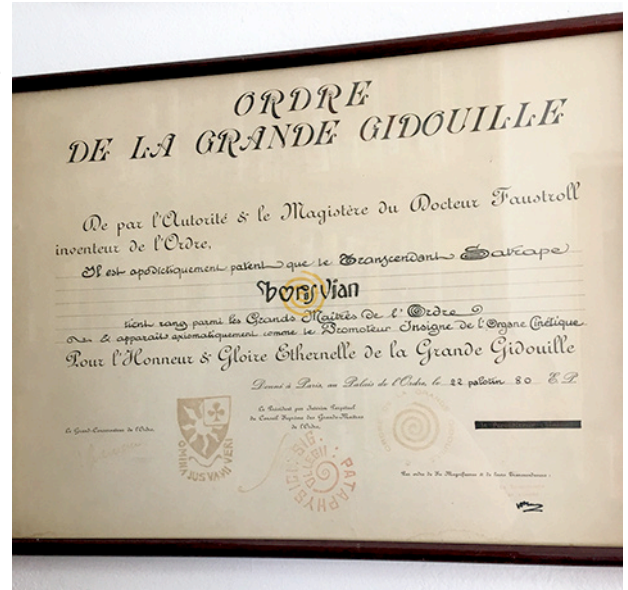 ORDRE
DE LA GRANDE GIDOUILLE
De par l'Autorité & le Magistère du Docteur Faustroll
inventeur de l'Ordre,
Il est apodictiquement patent que le Transcendant Satrape
boris Vian
tient rang parmi les Grands Maîtres de l'Ordre
& apparaît axiomatiquement comme le Promoteur Insigne de l'Organe Cinétique
Pour l'Honneur & Gloire Ethernelle de la Grande Gidouille
Donné à Paris, au Palais de l'Ordre, le 22 palotin 80 E. P.
Le Grand Conservateur de l'Ordre,
Le Président par Intérim Perpétuel
du Conseil Suprême des Grands-Maîtres
de l'Ordre,
OMNIA JUS VANI VERI
SIG. COLLEGII PATAPHYSICI
Par ordre de Sa Magnificence